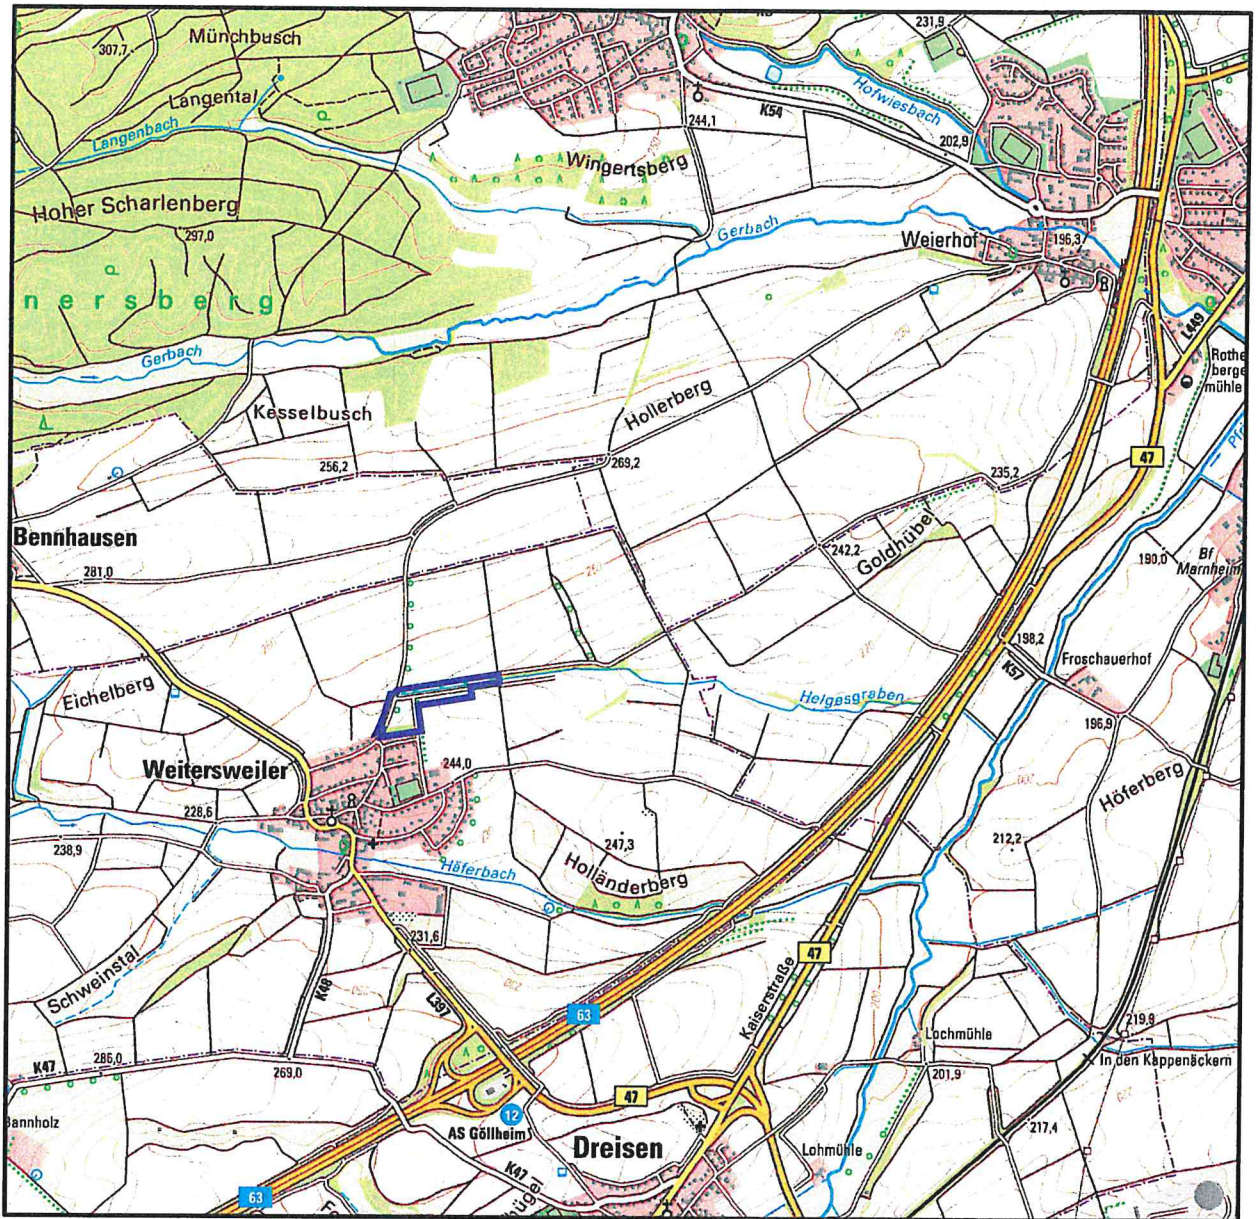 231,9
Münchbusch
307,7
Langental
Langenbach
K54
Hofwiesbach
244,1
202,9
Wingertsberg
Hoher Scharlenberg
297,0
Gerbach
Weierhof
196,3
nersberg
L449
Gerbach
Rothe
berge
mühle
Kesselbusch
Hollerberg
256,2
269,2
47
235,2
Bennhausen
Goldhübel
242,2
190,0
Bf
Marnheim
281,0
250
198,2
Froschauerhof
K57
Eichelberg
Helgesgraben
196,9
Weitersweiler
244,0
Höferberg
228,6
238,9
247,3
212,2
Häferbach
Holländerberg
231,6
Schweinstal
K48
L397
47
Kaiserstraße
63
Lochmühle
219,9
In den Kappenäckern
K47
286,0
269,0
201,9
47
12
AS Göllheim
217,4
Bannholz
Dreisen
Lohmühle
K47
hügel
63